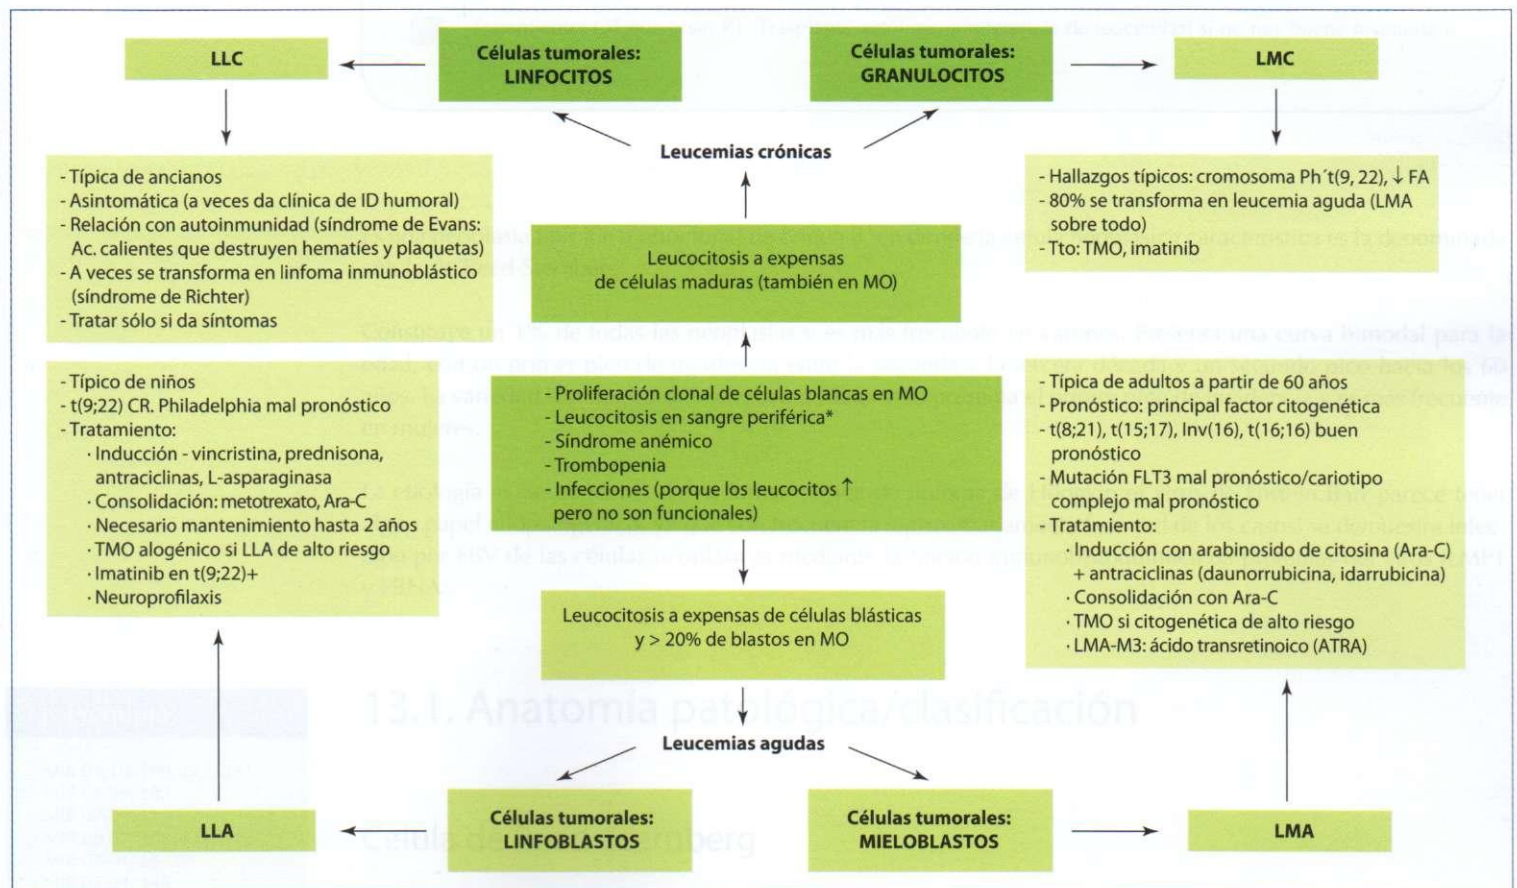 LLC
Células tumorales:
LINFOCITOS
Células tumorales:
GRANULOCITOS
LMC
Leucemias crónicas
- Típica de ancianos
- Asintomática (a veces da clínica de ID humoral)
- Relación con autoinmunidad (síndrome de Evans:
Ac. calientes que destruyen hematíes y plaquetas)
- A veces se transforma en linfoma inmunoblástico
(síndrome de Richter)
- Tratar sólo si da síntomas
Leucocitosis a expensas
de células maduras (también en MO)
- Hallazgos típicos: cromosoma Ph´t(9, 22), ↓ FA
- 80% se transforma en leucemia aguda (LMA
sobre todo)
- Tto: TMO, imatinib
- Típico de niños
- t(9;22) CR. Philadelphia mal pronóstico
- Tratamiento:
· Inducción - vincristina, prednisona,
antraciclinas, L-asparaginasa
· Consolidación: metotrexato, Ara-C
· Necesario mantenimiento hasta 2 años
· TMO alogénico si LLA de alto riesgo
· Imatinib en t(9;22)+
· Neuroprofilaxis
- Proliferación clonal de células blancas en MO
- Leucocitosis en sangre periférica*
- Síndrome anémico
- Trombopenia
- Infecciones (porque los leucocitos ↑
pero no son funcionales)
- Típica de adultos a partir de 60 años
- Pronóstico: principal factor citogenética
- t(8;21), t(15;17), Inv(16), t(16;16) buen
pronóstico
- Mutación FLT3 mal pronóstico/cariotipo
complejo mal pronóstico
- Tratamiento:
· Inducción con arabinosido de citosina (Ara-C)
+ antraciclinas (daunorrubicina, idarrubicina)
· Consolidación con Ara-C
· TMO si citogenética de alto riesgo
· LMA-M3: ácido transretinoico (ATRA)
Leucocitosis a expensas de células blásticas
y > 20% de blastos en MO
13.1. Anatomía patológica/clasificación
Leucemias agudas
LLA
Células tumorales:
LINFOBLASTOS
Células tumorales:
MIELOBLASTOS
LMA